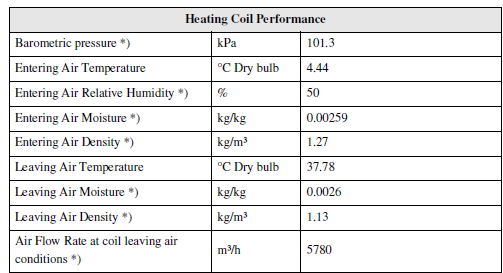 Heating Coil Performance
Barometric pressure *) kPa 101.3
Entering Air Temperature °C Dry bulb 4.44
Entering Air Relative Humidity *) % 50
Entering Air Moisture *) kg/kg 0.00259
Entering Air Density *) kg/m³ 1.27
Leaving Air Temperature °C Dry bulb 37.78
Leaving Air Moisture *) kg/kg 0.0026
Leaving Air Density *) kg/m³ 1.13
Air Flow Rate at coil leaving air
conditions *) m³/h 5780